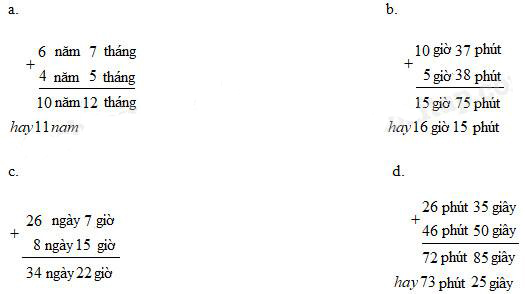 a.
6 năm 7 tháng
+
4 năm 5 tháng
10 năm 12 tháng
hay 11 nam
b.
10 giờ 37 phút
+
5 giờ 38 phút
15 giờ 75 phút
hay 16 giờ 15 phút
c.
26 ngày 7 giờ
+
8 ngày 15 giờ
34 ngày 22 giờ
d.
26 phút 35 giây
+
46 phút 50 giây
72 phút 85 giây
hay 73 phút 25 giây